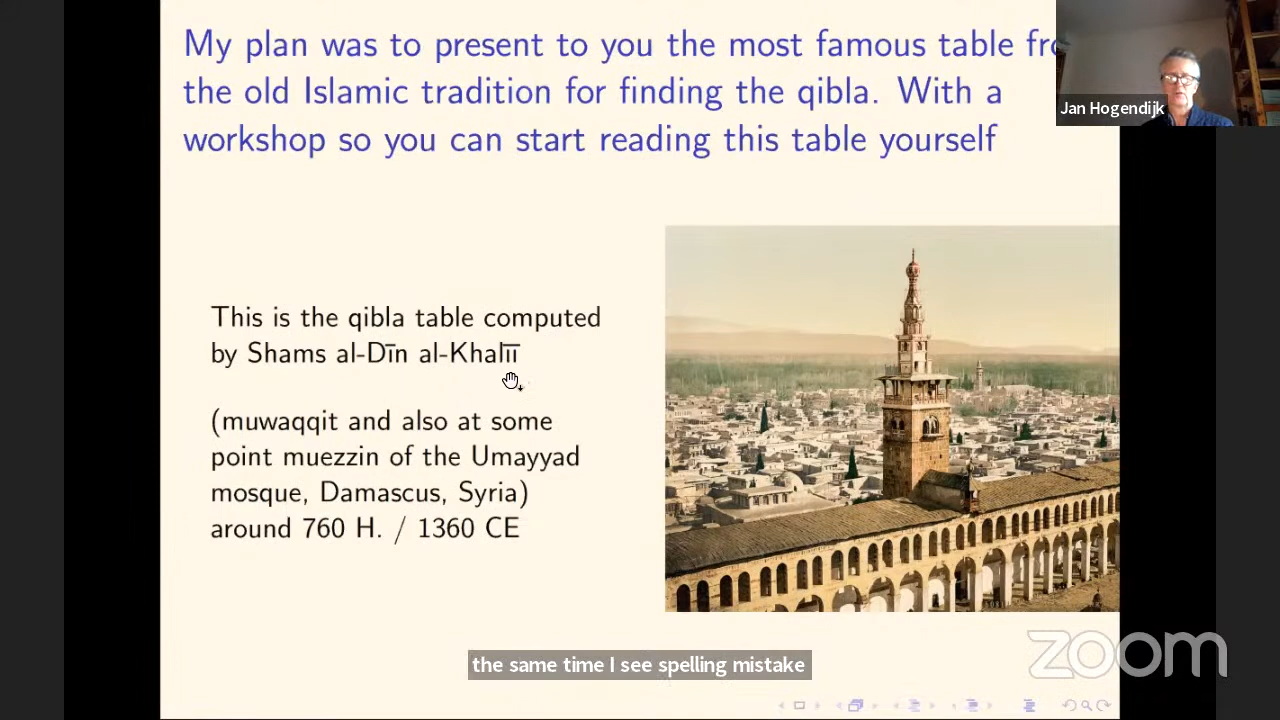 My plan was to present to you the most famous table fro
the old Islamic tradition for finding the qibla. With a
workshop so you can start reading this table yourself
Jan Hogendijk
This is the qibla table computed
by Shams al-Dīn al-Khalīī
(muwaqqit and also at some
point muezzin of the Umayyad
mosque, Damascus, Syria)
around 760 H. / 1360 CE
the same time I see spelling mistake
zoom